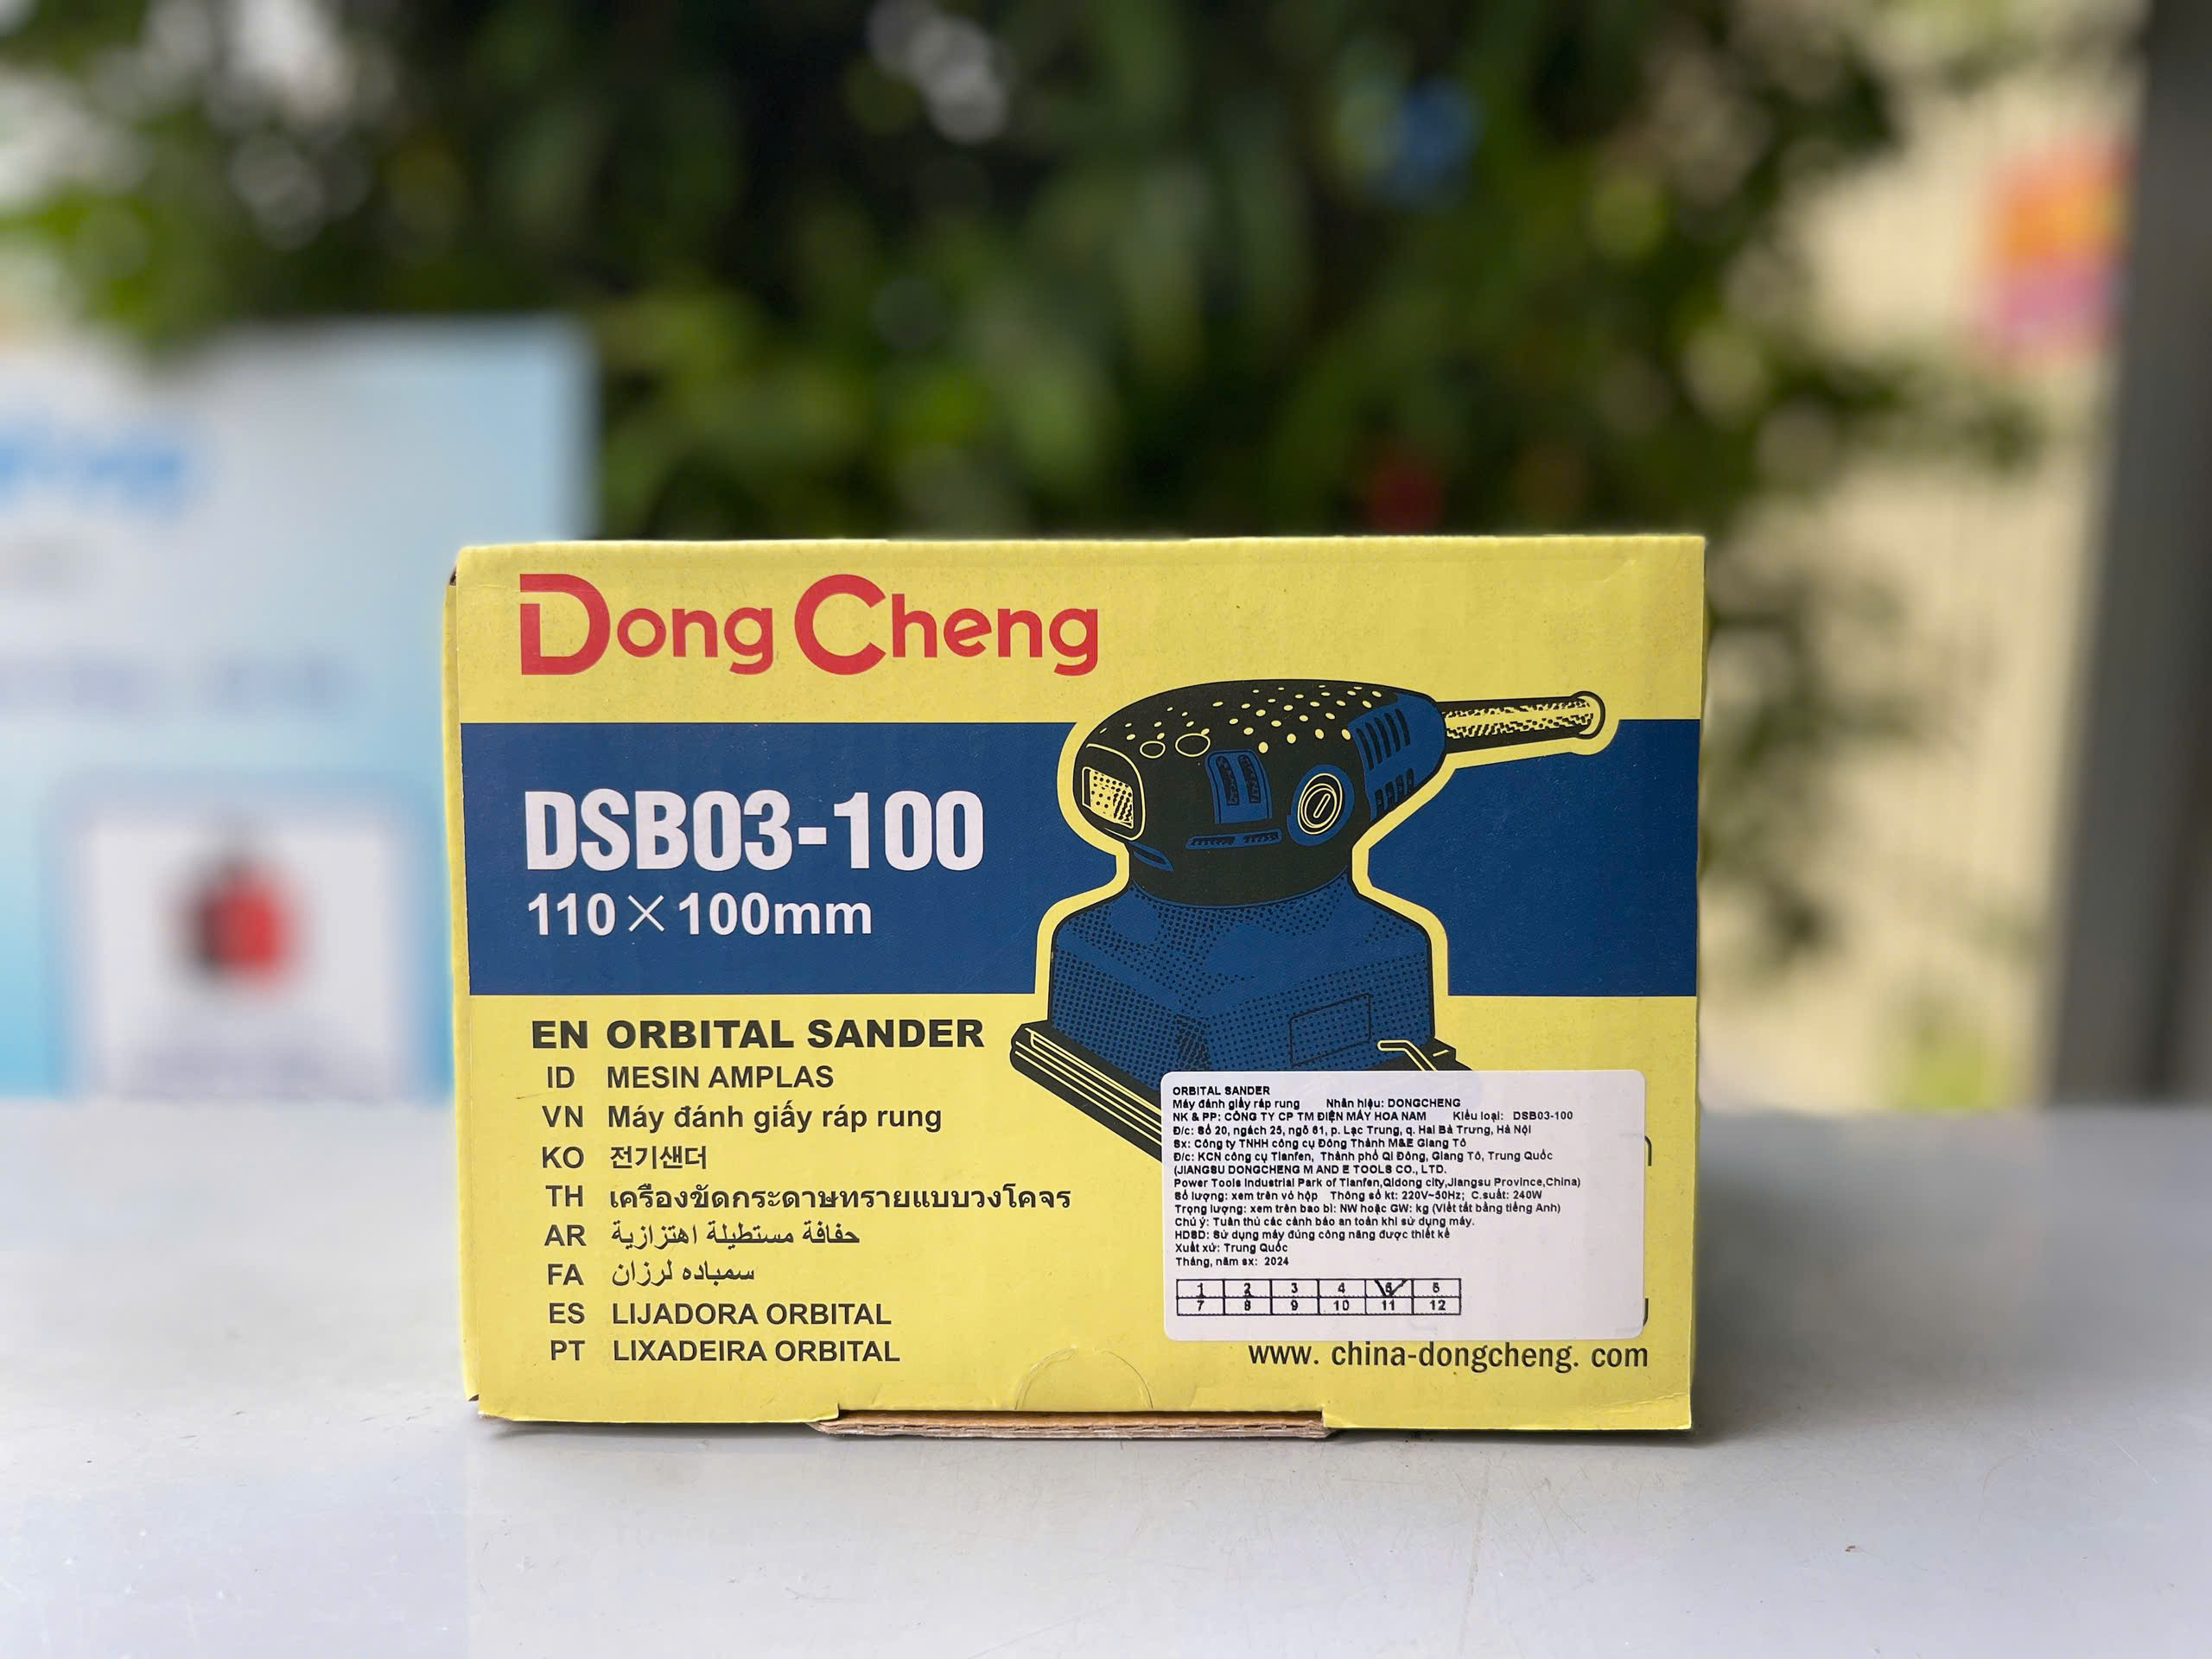 Dong Cheng
DSB03-100
110×100mm
EN ORBITAL SANDER
ID MESIN AMPLAS
VN Máy đánh giấy ráp rung
KO 전기샌더
TH เครื่องขัดกระดาษทรายแบบวงโคจร
AR حفافة مستطيلة اهتزازية
FA سمباده لرزان
ES LIJADORA ORBITAL
PT LIXADEIRA ORBITAL
ORBITAL SANDER
Máy đánh giấy ráp rung Nhãn hiệu: DONGCHENG
NK & PP: CÔNG TY CP TM ĐIỆN MÁY HOA NAM Kiểu loại: DSB03-100
Đ/c: Số 20, ngách 25, ngõ 61, p. Lạc Trung, q. Hai Bà Trưng, Hà Nội
Sx: Công ty TNHH công cụ Đông Thành M&E Giang Tô
Đ/c: KCN công cụ Tianfen, Thành phố Qi Đông, Giang Tô, Trung Quốc
(JIANGSU DONGCHENG M AND E TOOLS CO., LTD.
Power Tools Industrial Park of Tianfen,Qidong city,Jiangsu Province,China)
Số lượng: xem trên vỏ hộp Thông số kt: 220V~50Hz; C.suất: 240W
Trọng lượng: xem trên bao bì: NW hoặc GW: kg (Viết tắt bằng tiếng Anh)
Chú ý: Tuân thủ các cảnh báo an toàn khi sử dụng máy.
HDSD: Sử dụng máy đúng công năng được thiết kế
Xuất xứ: Trung Quốc
Tháng, năm sx: 2024
1 2 3 4 5 6
7 8 9 10 11 12
www. china-dongcheng. com